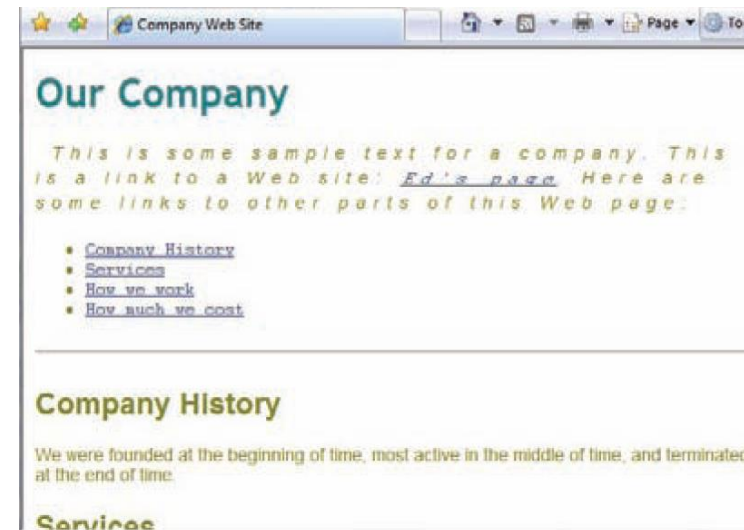 Company Web Site
Page
To
Our Company
This is some sample text for a company. This
is a link to a Web site: Ed's page Here are
some links to other parts of this Web page:
Company History
Services
How we work
How much we cost
Company History
We were founded at the beginning of time, most active in the middle of time, and terminated
at the end of time.
Services